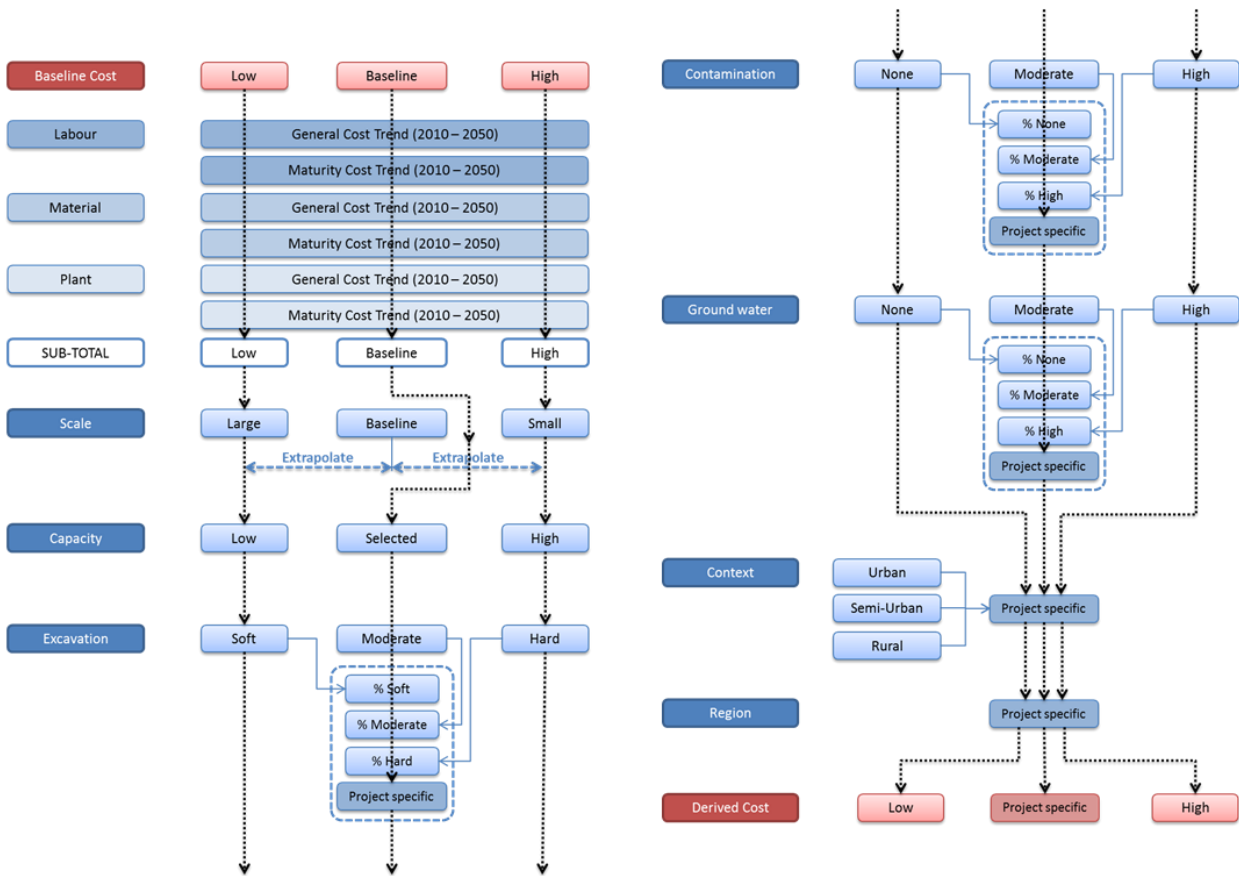 Baseline Cost
Low
Baseline
High
Labour
General Cost Trend (2010 – 2050)
Maturity Cost Trend (2010 – 2050)
Material
General Cost Trend (2010 – 2050)
Maturity Cost Trend (2010 – 2050)
Plant
General Cost Trend (2010 – 2050)
Maturity Cost Trend (2010 – 2050)
SUB-TOTAL
Low
Baseline
High
Scale
Large
Baseline
Small
Extrapolate
Extrapolate
Capacity
Low
Selected
High
Excavation
Soft
Moderate
Hard
% Soft
% Moderate
% Hard
Project specific
Contamination
None
Moderate
High
% None
% Moderate
% High
Project specific
Ground water
None
Moderate
High
% None
% Moderate
% High
Project specific
Context
Urban
Semi-Urban
Rural
Project specific
Region
Project specific
Derived Cost
Low
Project specific
High